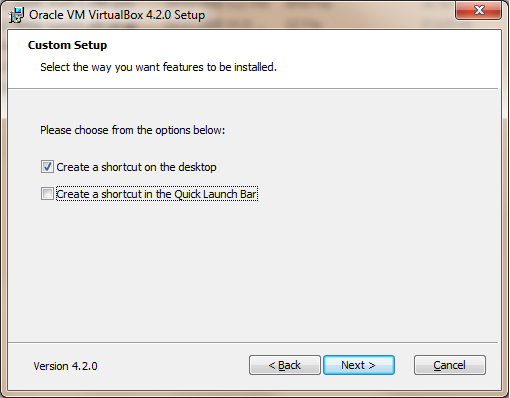 Oracle VM VirtualBox 4.2.0 Setup
Custom Setup
Select the way you want features to be installed.
Please choose from the options below:
Create a shortcut on the desktop
Create a shortcut in the Quick Launch Bar
Version 4.2.0
< Back
Next >
Cancel